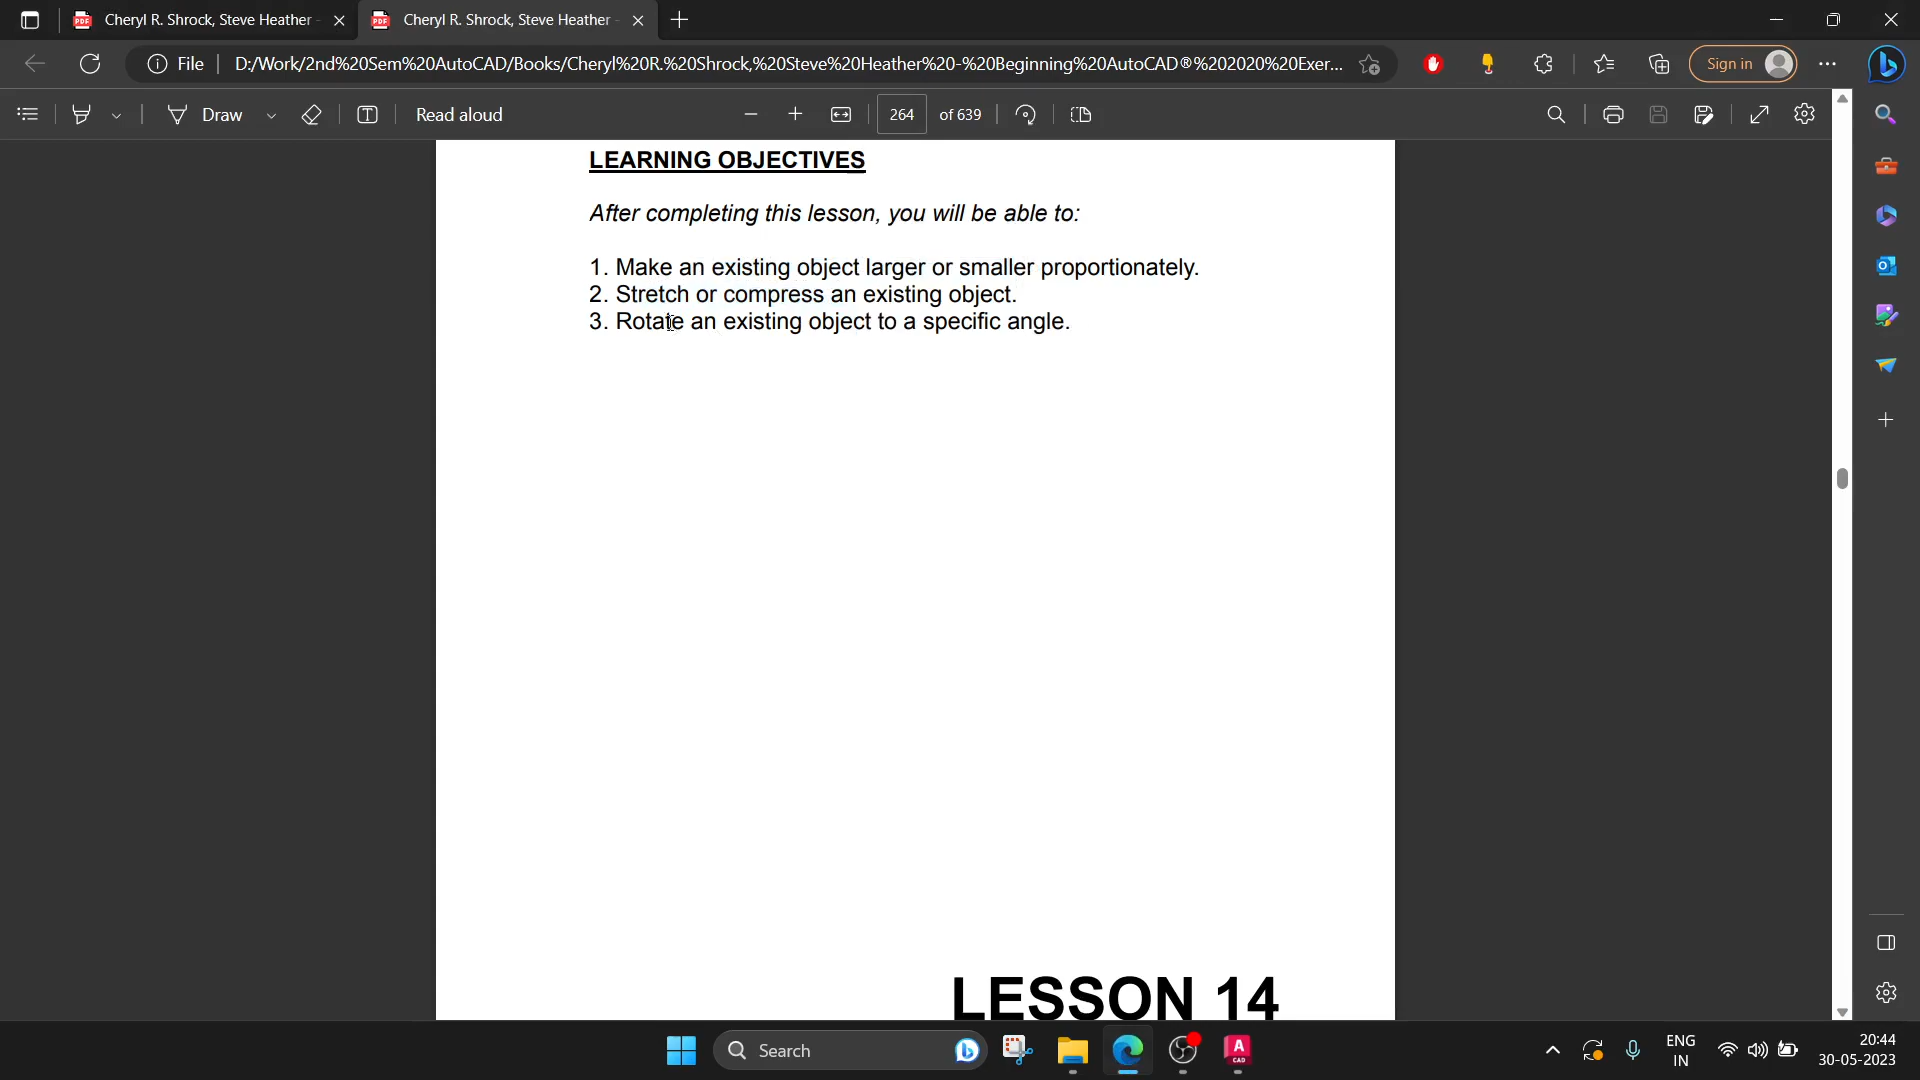 Cheryl R. Shrock, Steve Heather -
Cheryl R. Shrock, Steve Heather -
File
D:/Work/2nd%20Sem%20AutoCAD/Books/Cheryl%20R.%20Shrock,%20Steve%20Heather%20-%20Beginning%20AutoCAD®%202020%20Exer...
Sign in
Draw
Read aloud
264
of 639
LEARNING OBJECTIVES
After completing this lesson, you will be able to:
1. Make an existing object larger or smaller proportionately.
2. Stretch or compress an existing object.
3. Rotate an existing object to a specific angle.
LESSON 14
Search
ENG
IN
20:44
30-05-2023